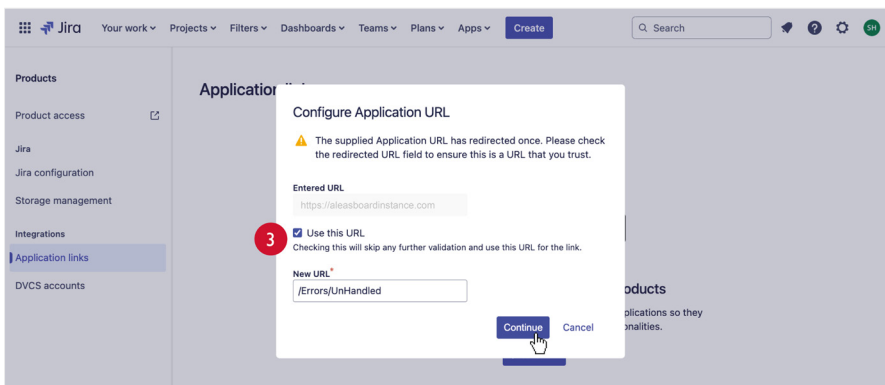 Jira Your work Projects Filters Dashboards Teams Plans Apps Create Search SH
Products
Product access
Jira
Jira configuration
Storage management
Integrations
Application links
DVCS accounts
Application
Configure Application URL
The supplied Application URL has redirected once. Please check
the redirected URL field to ensure this is a URL that you trust.
Entered URL
https://aleasboardinstance.com
3
Use this URL
Checking this will skip any further validation and use this URL for the link.
New URL*
/Errors/UnHandled
Continue Cancel
oducts
plications so they
onalities.